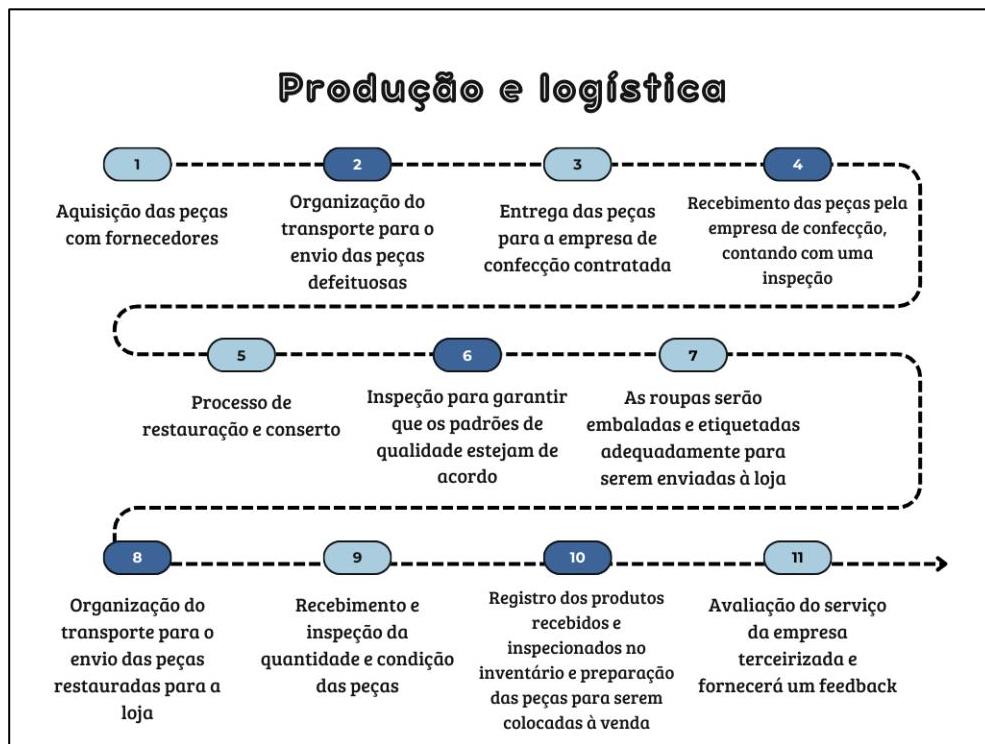 Produção e logística
1
2
3
4
Aquisição das peças
com fornecedores
Organização do
transporte para o
envio das peças
defeituosas
Entrega das peças
para a empresa de
confecção contratada
Recebimento das peças pela
empresa de confecção,
contando com uma
inspeção
5
6
7
Processo de
restauração e conserto
Inspeção para garantir
que os padrões de
qualidade estejam de
acordo
As roupas serão
embaladas e etiquetadas
adequadamente para
serem enviadas à loja
8
9
10
11
Organização do
transporte para o
envio das peças
restauradas para a
loja
Recebimento e
inspeção da
quantidade e condição
das peças
Registro dos produtos
recebidos e
inspecionados no
inventário e preparação
das peças para serem
colocadas à venda
Avaliação do serviço
da empresa
terceirizada e
fornecerá um feedback